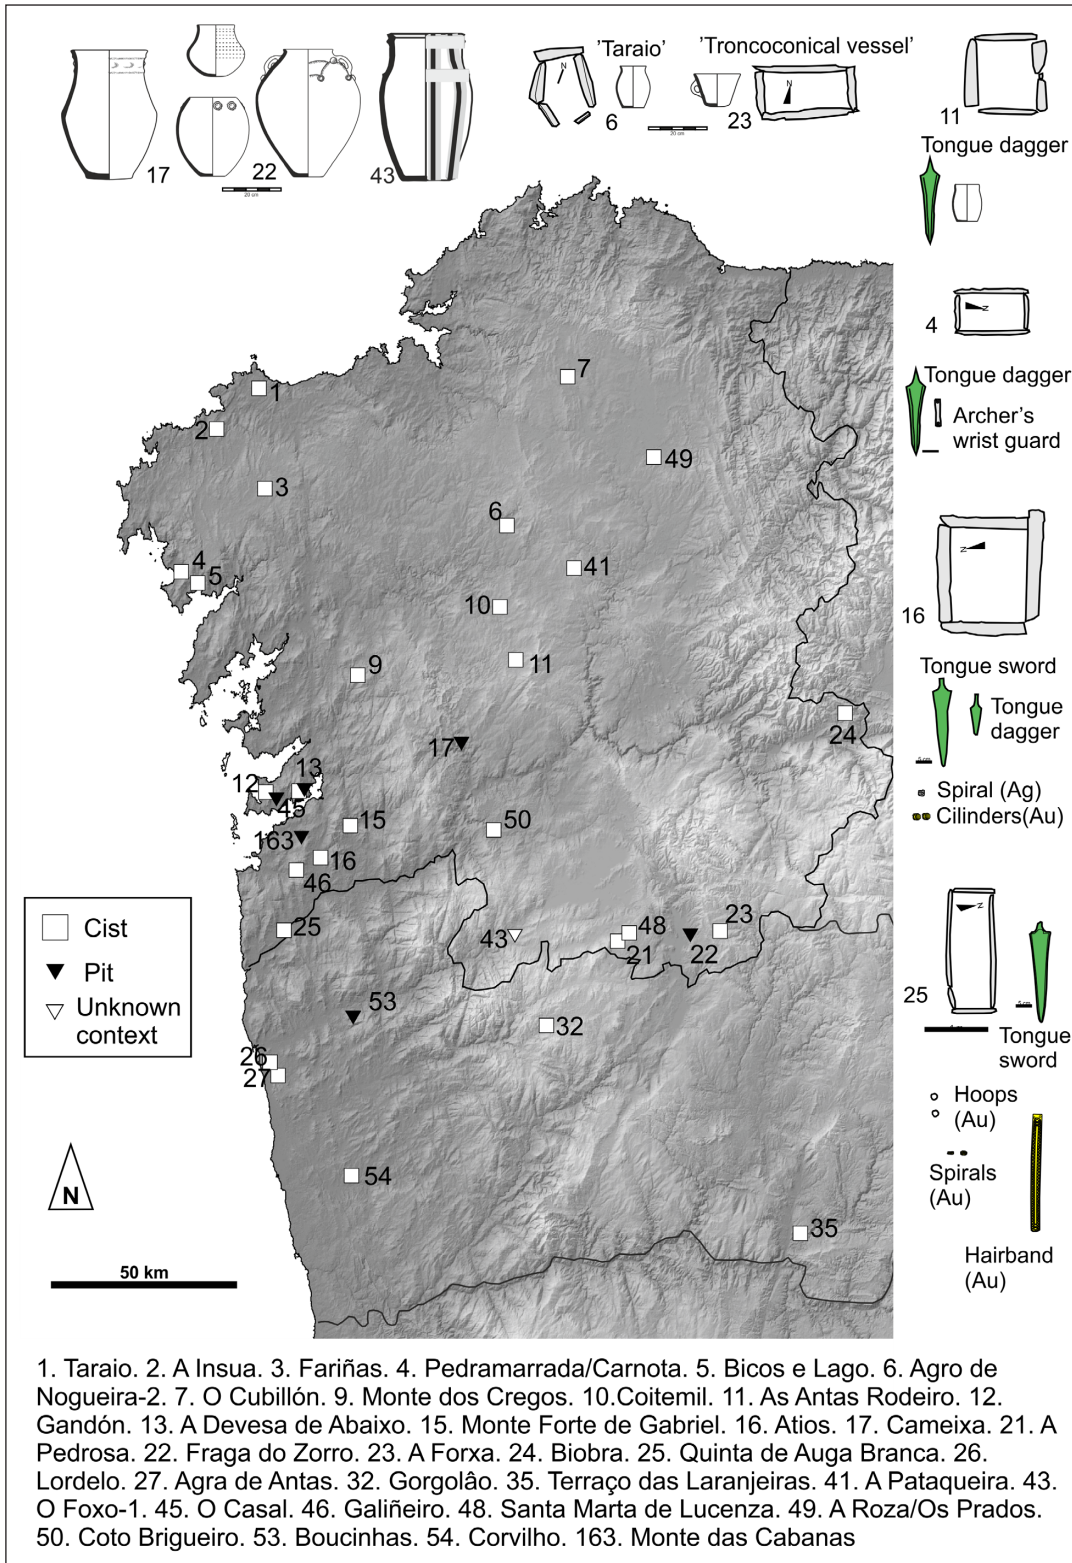 'Taraio'
'Troncoconical vessel'
17
22
20 cm
43
N
6
20 cm
23
N
11
Tongue dagger
N
4
Tongue dagger
Archer's
wrist guard
N
16
Tongue sword
Tongue
dagger
5 cm
Spiral (Ag)
Cilinders(Au)
N
25
5 cm
Tongue
sword
Hoops
(Au)
Spirals
(Au)
Hairband
(Au)
1
7
2
49
3
6
4
5
41
10
11
9
24
17
12
13
45
15
50
163
16
46
25
43
48
21
22
23
53
32
26
27
54
35
Cist
Pit
Unknown
context
N
50 km
1. Taraio. 2. A Insua. 3. Fariñas. 4. Pedramarrada/Carnota. 5. Bicos e Lago. 6. Agro de
Nogueira-2. 7. O Cubillón. 9. Monte dos Cregos. 10.Coitemil. 11. As Antas Rodeiro. 12.
Gandón. 13. A Devesa de Abaixo. 15. Monte Forte de Gabriel. 16. Atios. 17. Cameixa. 21. A
Pedrosa. 22. Fraga do Zorro. 23. A Forxa. 24. Biobra. 25. Quinta de Auga Branca. 26.
Lordelo. 27. Agra de Antas. 32. Gorgolâo. 35. Terraço das Laranjeiras. 41. A Pataqueira. 43.
O Foxo-1. 45. O Casal. 46. Galiñeiro. 48. Santa Marta de Lucenza. 49. A Roza/Os Prados.
50. Coto Brigueiro. 53. Boucinhas. 54. Corvilho. 163. Monte das Cabanas